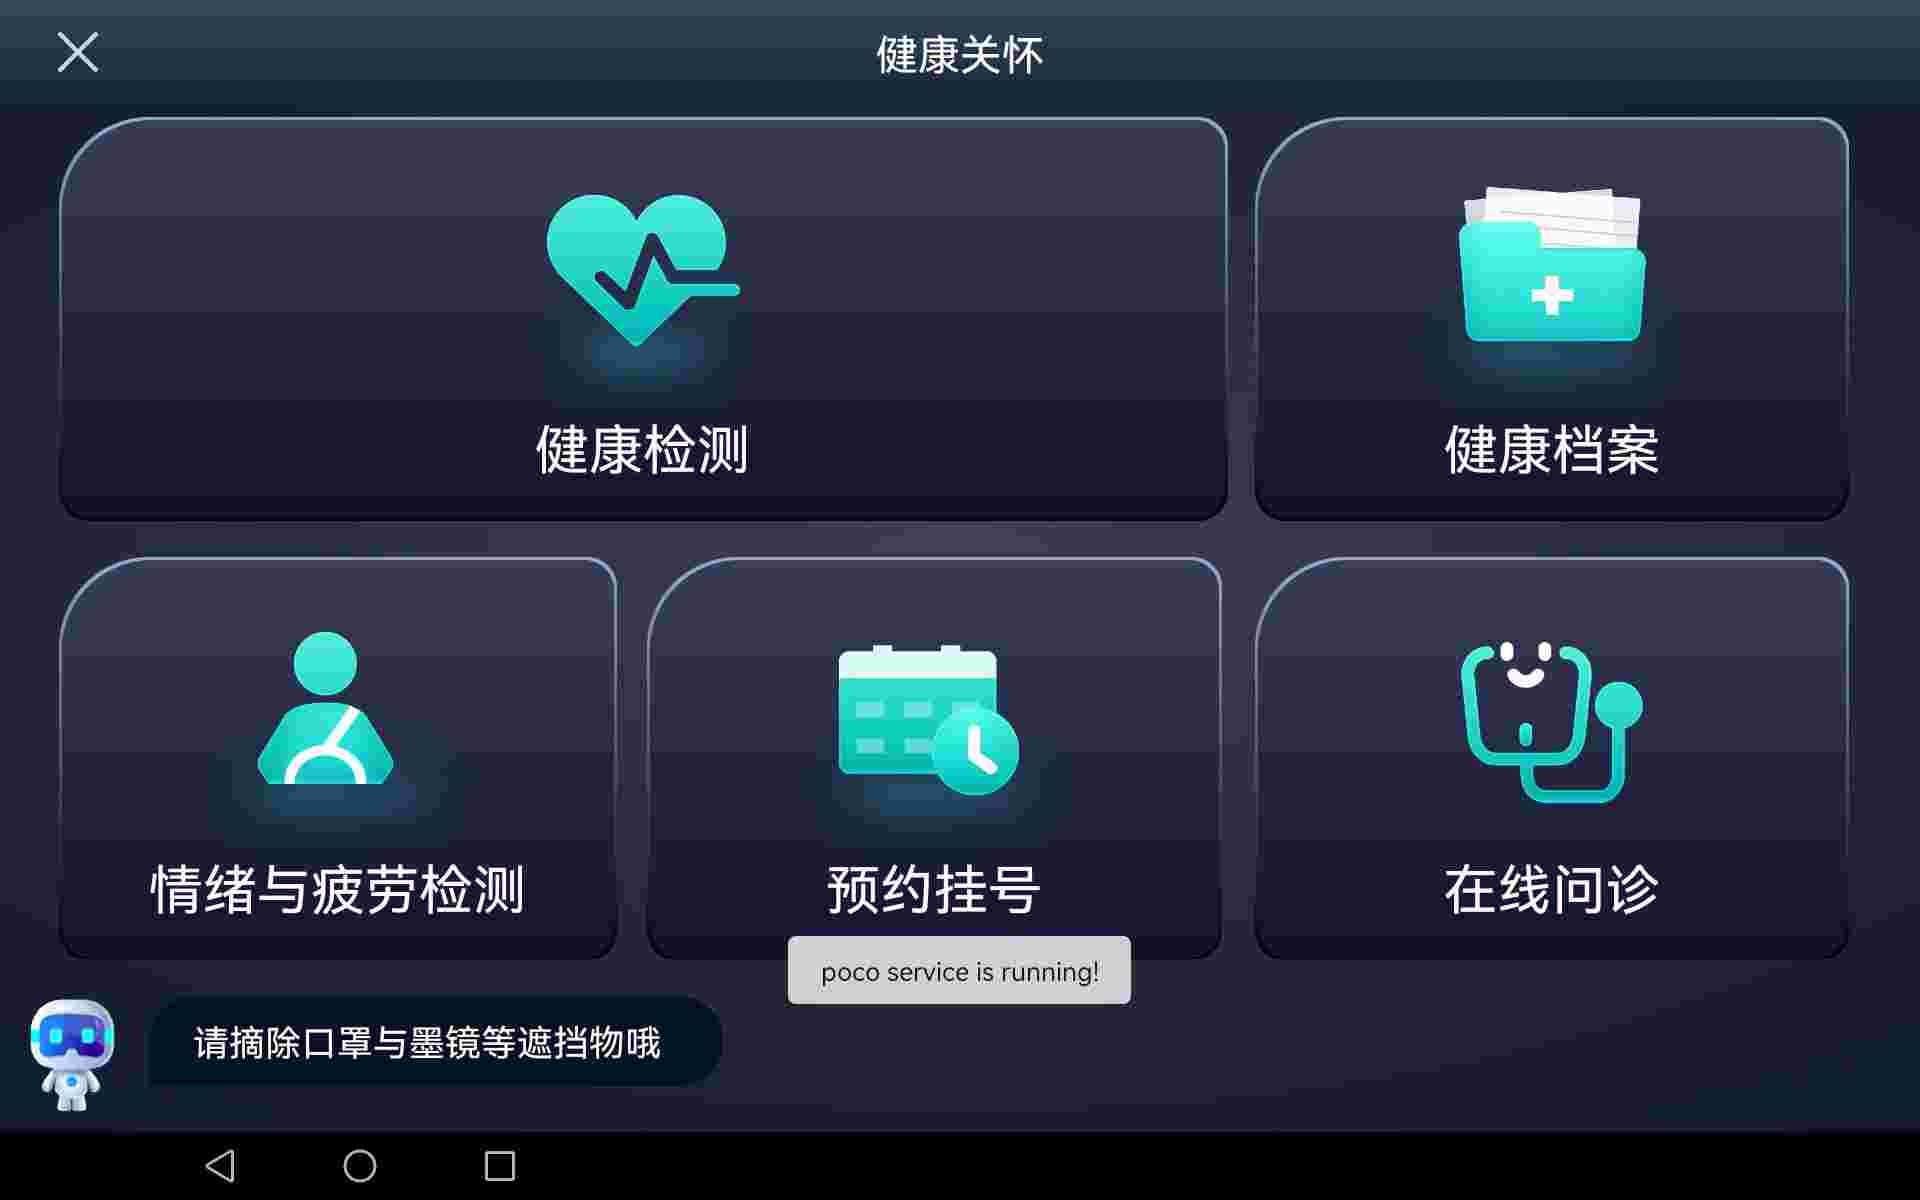 健康关怀
健康检测
健康档案
情绪与疲劳检测
预约挂号
在线问诊
poco service is running!
请摘除口罩与墨镜等遮挡物哦